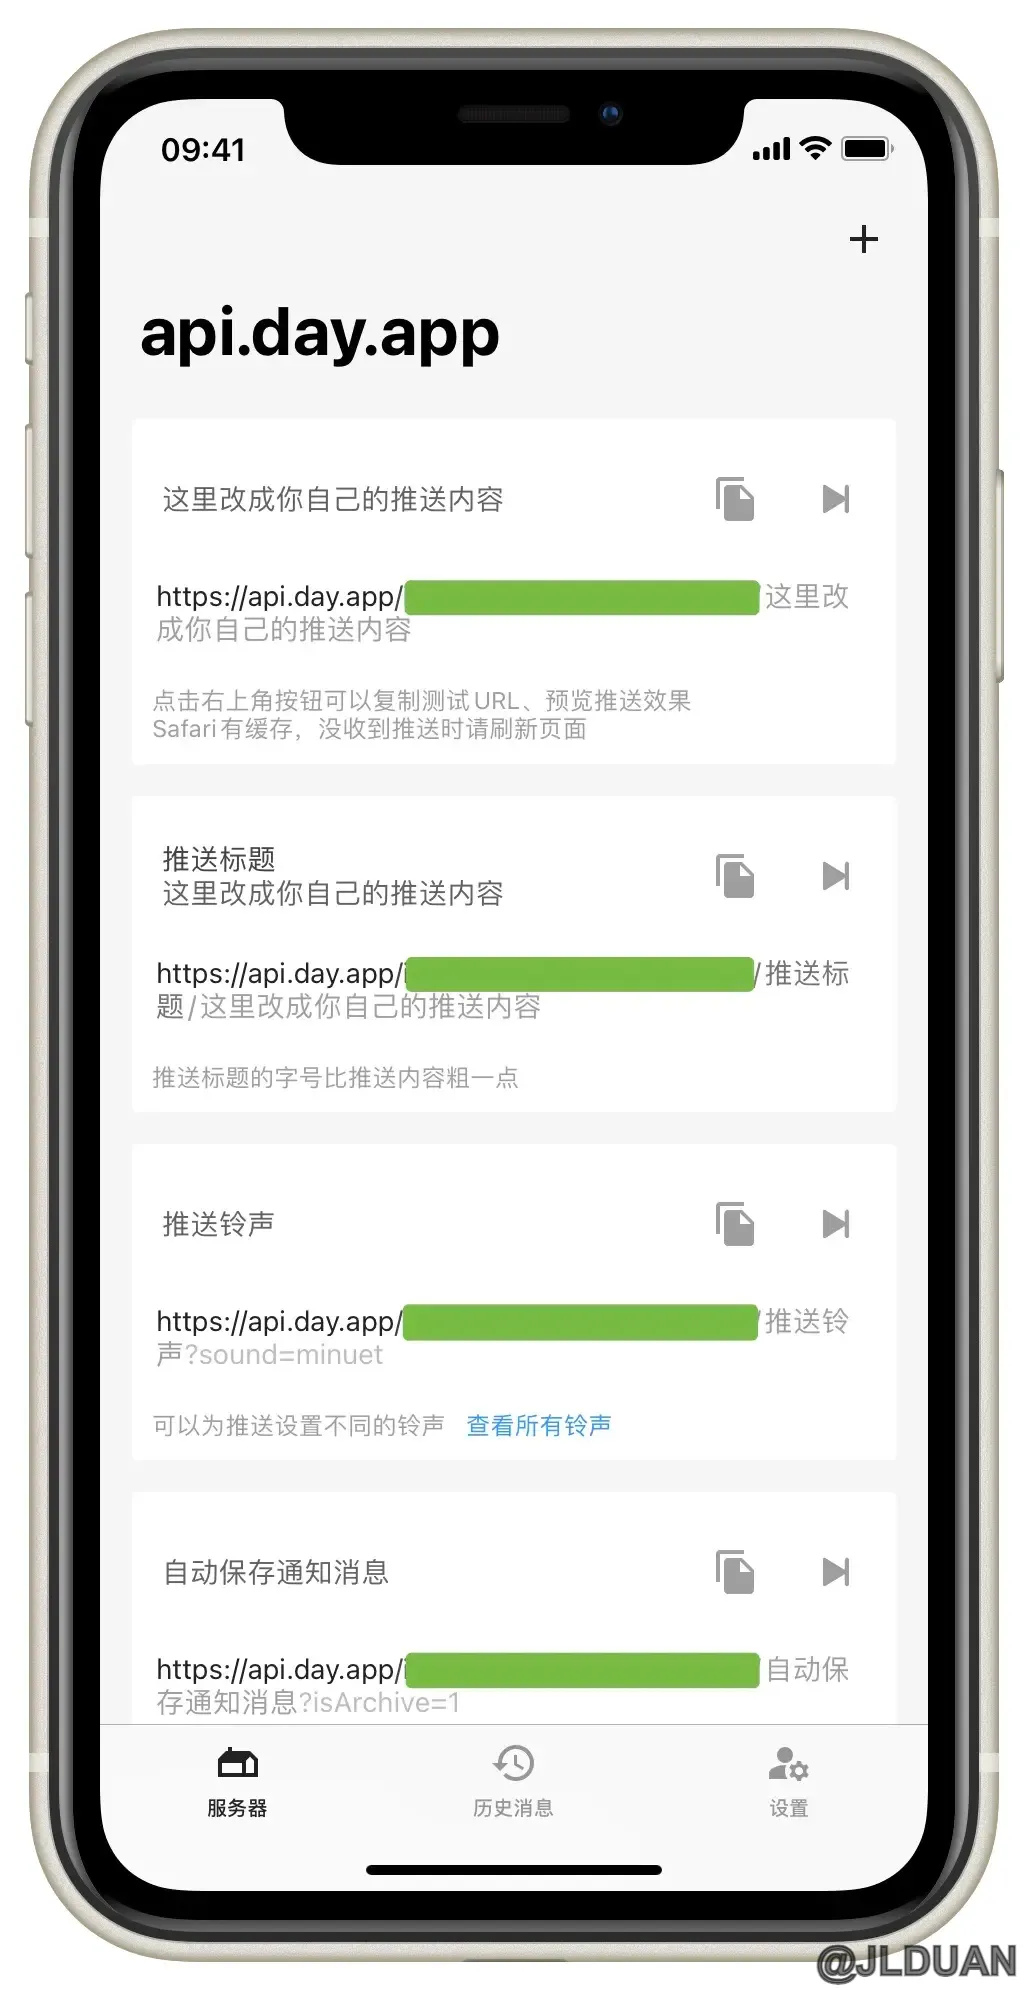 09:41
api.day.app
这里改成你自己的推送内容
https://api.day.app/ 这里改
成你自己的推送内容
点击右上角按钮可以复制测试URL、预览推送效果
Safari有缓存，没收到推送时请刷新页面
推送标题
这里改成你自己的推送内容
https://api.day.app/ /推送标
题/这里改成你自己的推送内容
推送标题的字号比推送内容粗一点
推送铃声
https://api.day.app/ /推送铃
声?sound=minuet
可以为推送设置不同的铃声 查看所有铃声
自动保存通知消息
https://api.day.app/ 自动保
存通知消息?isArchive=1
服务器 历史消息 设置
@JLDUAN